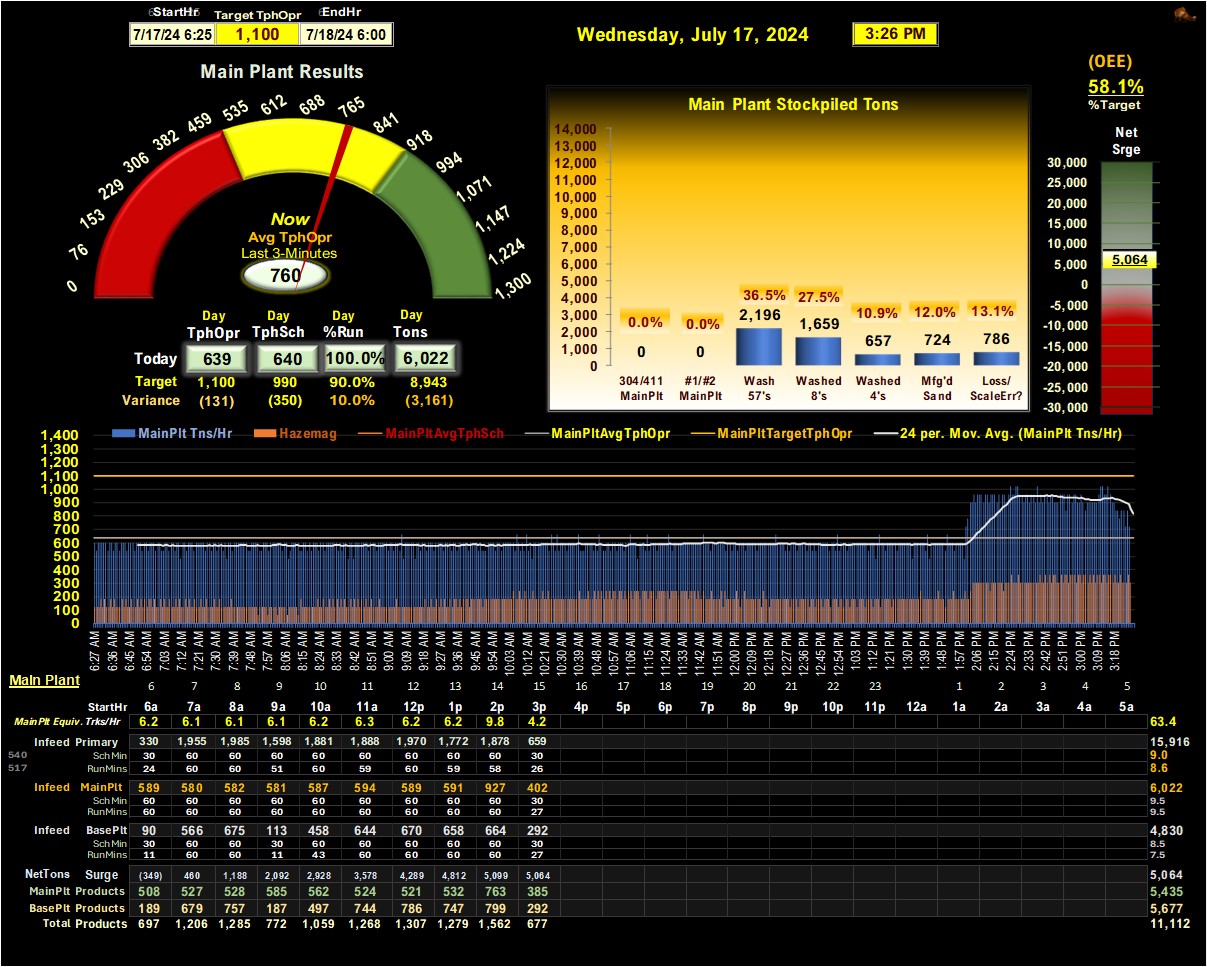 StartHr Target TphOpr EndHr
7/17/24 6:25 1,100 7/18/24 6:00
Wednesday, July 17, 2024 3:26 PM
(OEE)
58.1%
%Target
Main Plant Results
0 76 153 229 306 382 459 535 612 688 765 841 918 994 1,071 1,147 1,224 1,300
Now
Avg TphOpr
Last 3-Minutes
760
Day Day Day Day
TphOpr TphSch %Run Tons
Today 639 640 100.0% 6,022
Target 1,100 990 90.0% 8,943
Variance (131) (350) 10.0% (3,161)
Main Plant Stockpiled Tons
14,000
13,000
12,000
11,000
10,000
9,000
8,000
7,000
6,000
5,000
4,000
3,000
2,000
1,000
0
0.0% 0.0% 36.5% 27.5% 10.9% 12.0% 13.1%
0 0 2,196 1,659 657 724 786
304/411 #1/#2 Wash Washed Washed Mfg'd Loss/
MainPlt MainPlt 57's 8's 4's Sand ScaleErr?
Net
Srge
30,000
25,000
20,000
15,000
10,000
5,000
0
-5,000
-10,000
-15,000
-20,000
-25,000
-30,000
5,064
MainPlt Tns/Hr Hazemag MainPltAvgTphSch MainPltAvgTphOpr MainPltTargetTphOpr 24 per. Mov. Avg. (MainPlt Tns/Hr)
1,400
1,300
1,200
1,100
1,000
900
800
700
600
500
400
300
200
100
0
6:27 AM 6:36 AM 6:45 AM 6:54 AM 7:03 AM 7:12 AM 7:21 AM 7:30 AM 7:39 AM 7:48 AM 7:57 AM 8:06 AM 8:15 AM 8:24 AM 8:33 AM 8:42 AM 8:51 AM 9:00 AM 9:09 AM 9:18 AM 9:27 AM 9:36 AM 9:45 AM 9:54 AM 10:03 AM 10:12 AM 10:21 AM 10:30 AM 10:39 AM 10:48 AM 10:57 AM 11:06 AM 11:15 AM 11:24 AM 11:33 AM 11:42 AM 11:51 AM 12:00 PM 12:09 PM 12:18 PM 12:27 PM 12:36 PM 12:45 PM 12:54 PM 1:03 PM 1:12 PM 1:21 PM 1:30 PM 1:39 PM 1:48 PM 1:57 PM 2:06 PM 2:15 PM 2:24 PM 2:33 PM 2:42 PM 2:51 PM 3:00 PM 3:09 PM 3:18 PM
Main Plant 6 7 8 9 10 11 12 13 14 15 16 17 18 19 20 21 22 23 1 2 3 4 5
StartHr 6a 7a 8a 9a 10a 11a 12p 1p 2p 3p 4p 5p 6p 7p 8p 9p 10p 11p 12a 1a 2a 3a 4a 5a
MainPlt Equiv. Trks/Hr 6.2 6.1 6.1 6.1 6.2 6.3 6.2 6.2 9.8 4.2 63.4
Infeed Primary 330 1,955 1,985 1,598 1,881 1,888 1,970 1,772 1,878 659 15,916
540 SchMin 30 60 60 60 60 60 60 60 60 30 9.0
517 RunMins 24 60 60 51 60 59 60 59 58 26 8.6
Infeed MainPlt 589 580 582 581 587 594 589 591 927 402 6,022
SchMin 60 60 60 60 60 60 60 60 60 30 9.5
RunMins 60 60 60 60 60 60 60 60 60 27 9.5
Infeed BasePlt 90 566 675 113 458 644 670 658 664 292 4,830
SchMin 30 60 60 30 60 60 60 60 60 30 8.5
RunMins 11 60 60 11 43 60 60 60 60 27 7.5
NetTons Surge (349) 460 1,188 2,092 2,928 3,578 4,289 4,812 5,099 5,064 5,064
MainPlt Products 508 527 528 585 562 524 521 532 763 385 5,435
BasePlt Products 189 679 757 187 497 744 786 747 799 292 5,677
Total Products 697 1,206 1,285 772 1,059 1,268 1,307 1,279 1,562 677 11,112